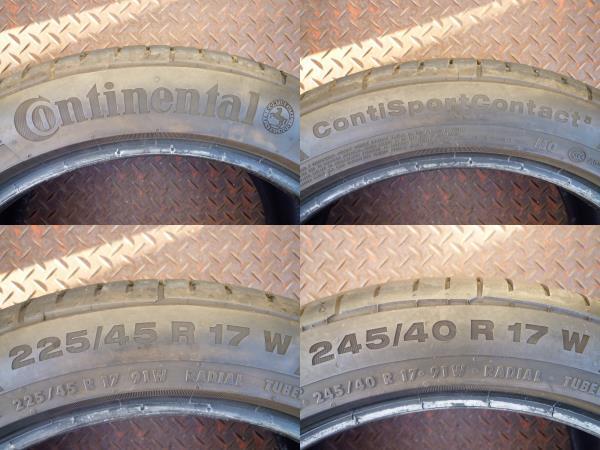 Continental
ContiSportContact 5
225/45 R 17 W
225/45 R 17 91W RADIAL TUBE
245/40 R 17 W
245/40 R 17 91W RADIAL TUBE